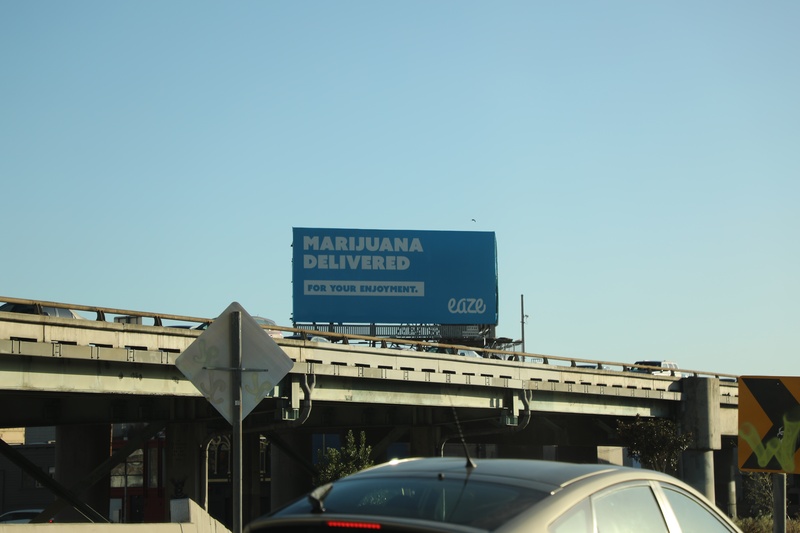 MARIJUANA
DELIVERED
FOR YOUR ENJOYMENT.
eaze